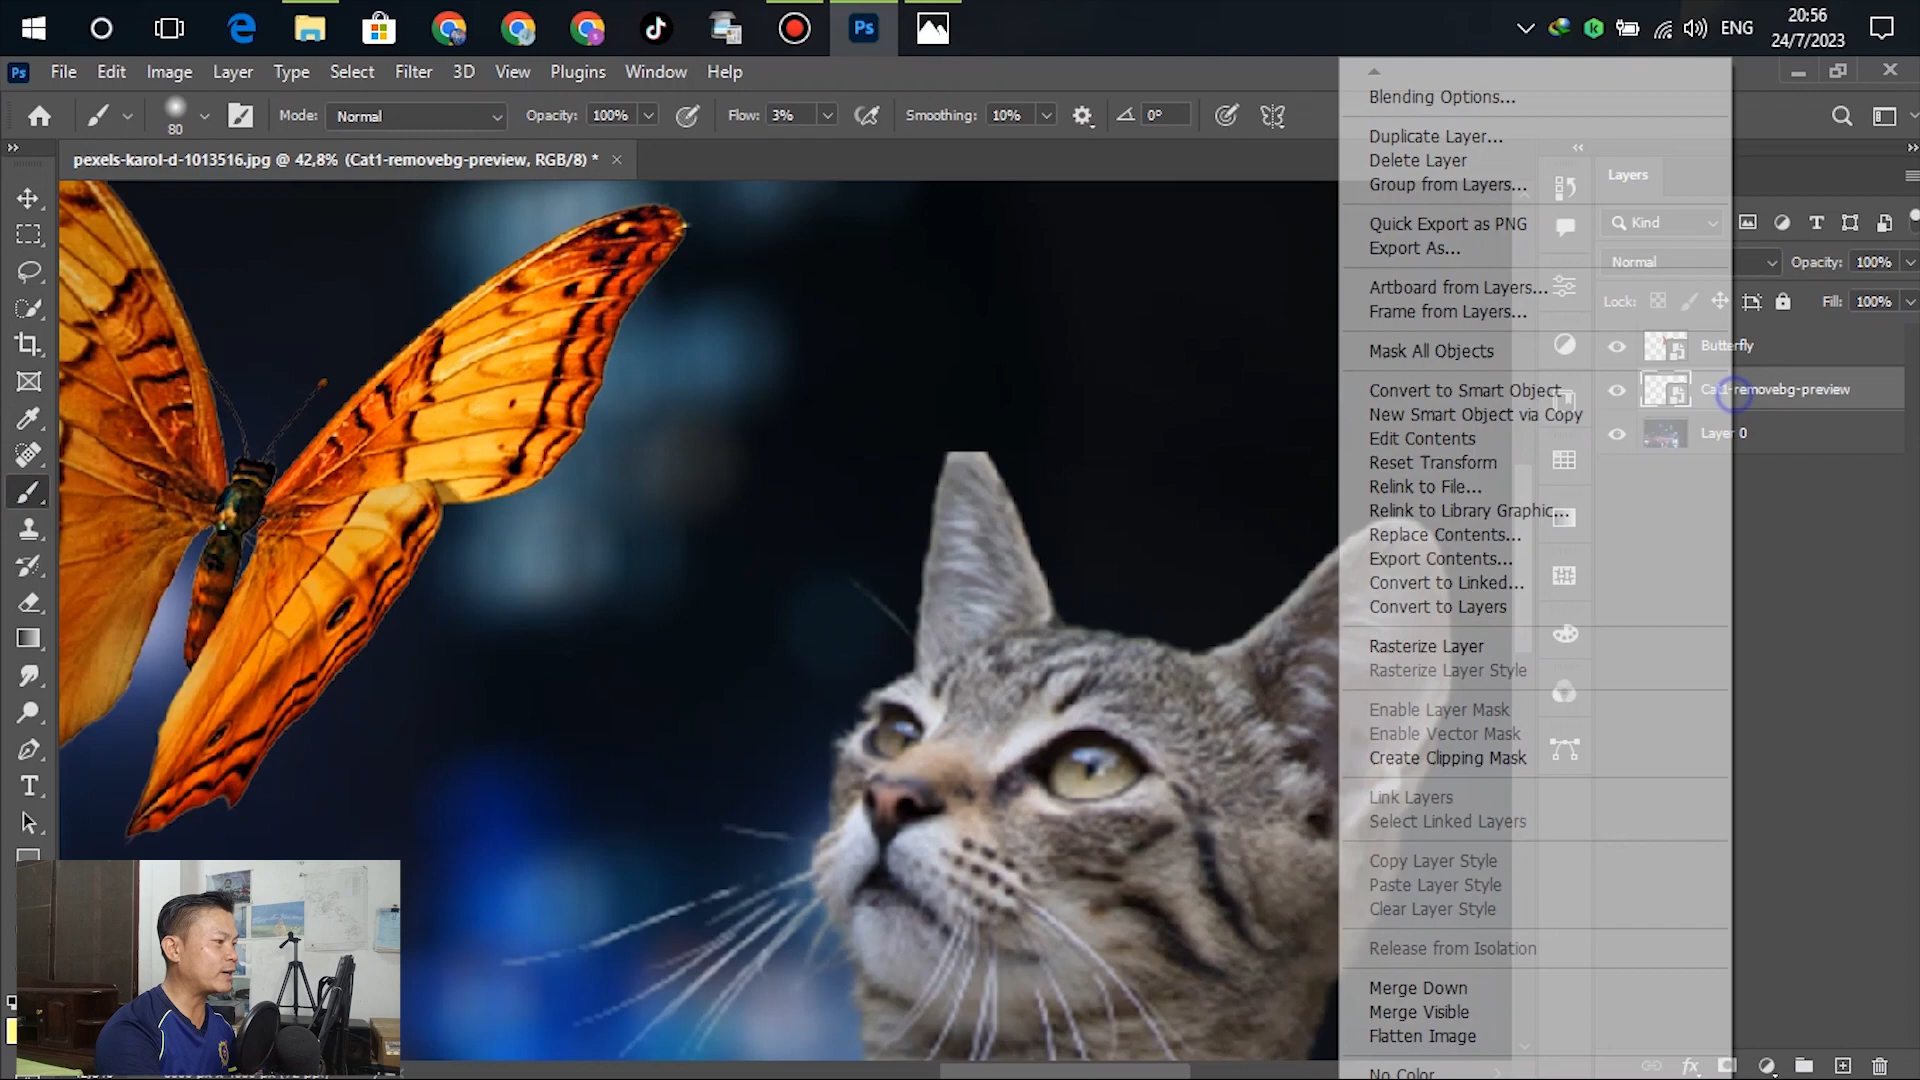 Ps
ENG
20:56
24/7/2023
Ps
File Edit Image Layer Type Select Filter 3D View Plugins Window Help
80
Mode: Normal
Opacity: 100%
Flow: 3%
Smoothing: 10%
0°
pexels-karol-d-1013516.jpg @ 42,8% (Cat1-removebg-preview, RGB/8) *
Blending Options...
Duplicate Layer...
Delete Layer
Group from Layers...
Quick Export as PNG
Export As...
Artboard from Layers...
Frame from Layers...
Mask All Objects
Convert to Smart Object
New Smart Object via Copy
Edit Contents
Reset Transform
Relink to File...
Relink to Library Graphic...
Replace Contents...
Export Contents...
Convert to Linked...
Convert to Layers
Rasterize Layer
Rasterize Layer Style
Enable Layer Mask
Enable Vector Mask
Create Clipping Mask
Link Layers
Select Linked Layers
Copy Layer Style
Paste Layer Style
Clear Layer Style
Release from Isolation
Merge Down
Merge Visible
Flatten Image
No Color
Layers
Kind
Normal
Opacity: 100%
Lock:
Fill: 100%
Butterfly
Cat1-removebg-preview
Layer 0
fx